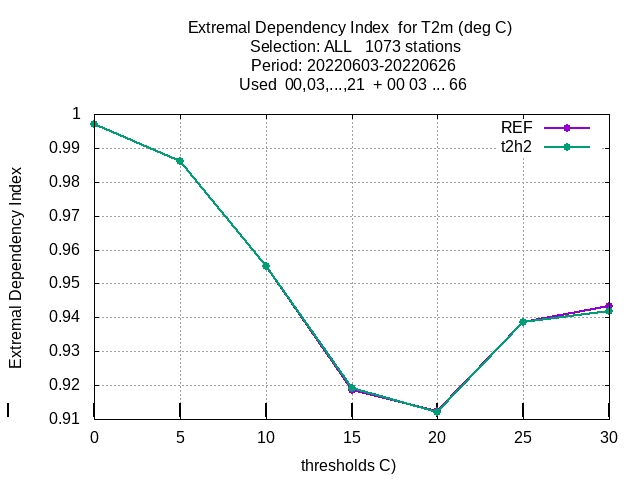 Extremal Dependency Index  for T2m (deg C)
Selection: ALL   1073 stations
Period: 20220603-20220626
Used  00,03,...,21  + 00 03 ... 66
REF
t2h2
1
0.99
0.98
0.97
0.96
0.95
0.94
0.93
0.92
0.91
Extremal Dependency Index
0 5 10 15 20 25 30
thresholds C)